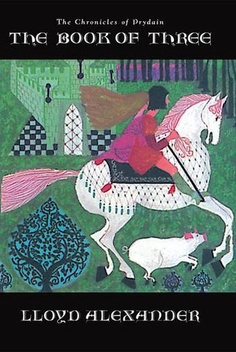 The Chronicles of Prydain
THE BOOK OF THREE
LLOYD ALEXANDER